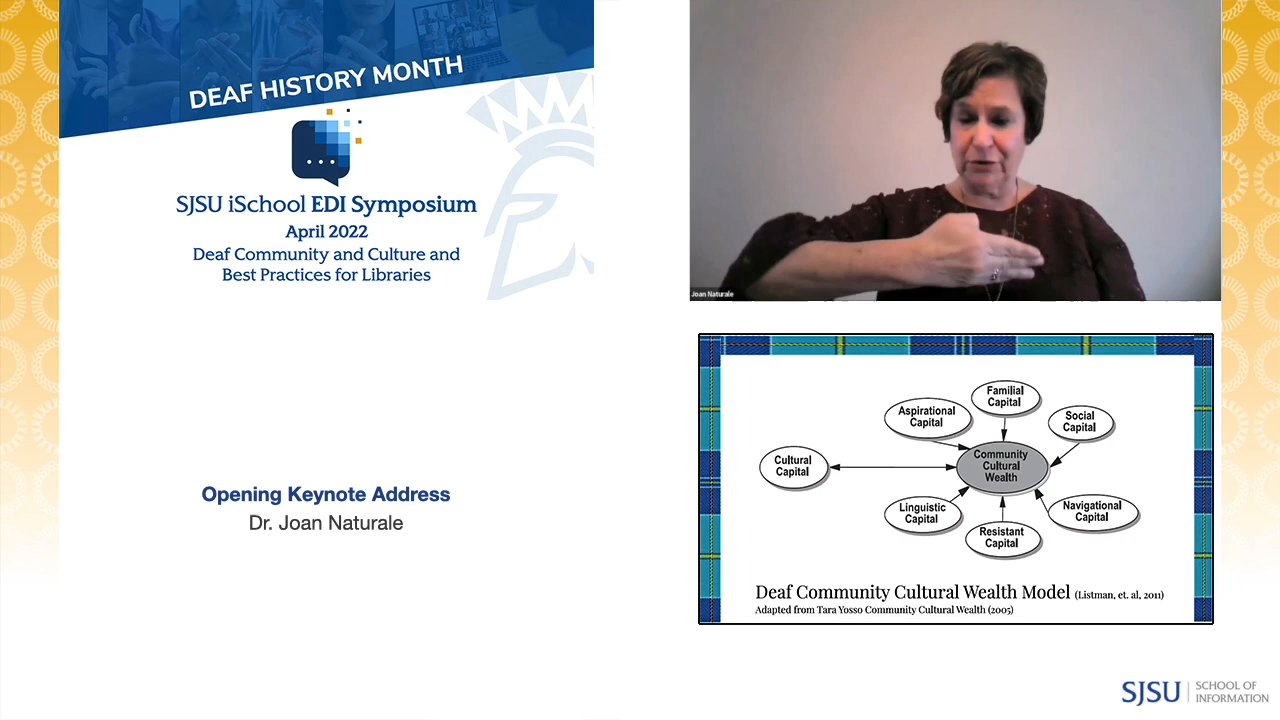 DEAF HISTORY MONTH
SJSU iSchool EDI Symposium
April 2022
Deaf Community and Culture and
Best Practices for Libraries
Opening Keynote Address
Dr. Joan Naturale
Joan Naturale
Familial
Capital
Aspirational
Capital
Social
Capital
Cultural
Capital
Community
Cultural
Wealth
Linguistic
Capital
Navigational
Capital
Resistant
Capital
Deaf Community Cultural Wealth Model (Listman, et. al, 2011)
Adapted from Tara Yosso Community Cultural Wealth (2005)
SJSU | SCHOOL OF
INFORMATION